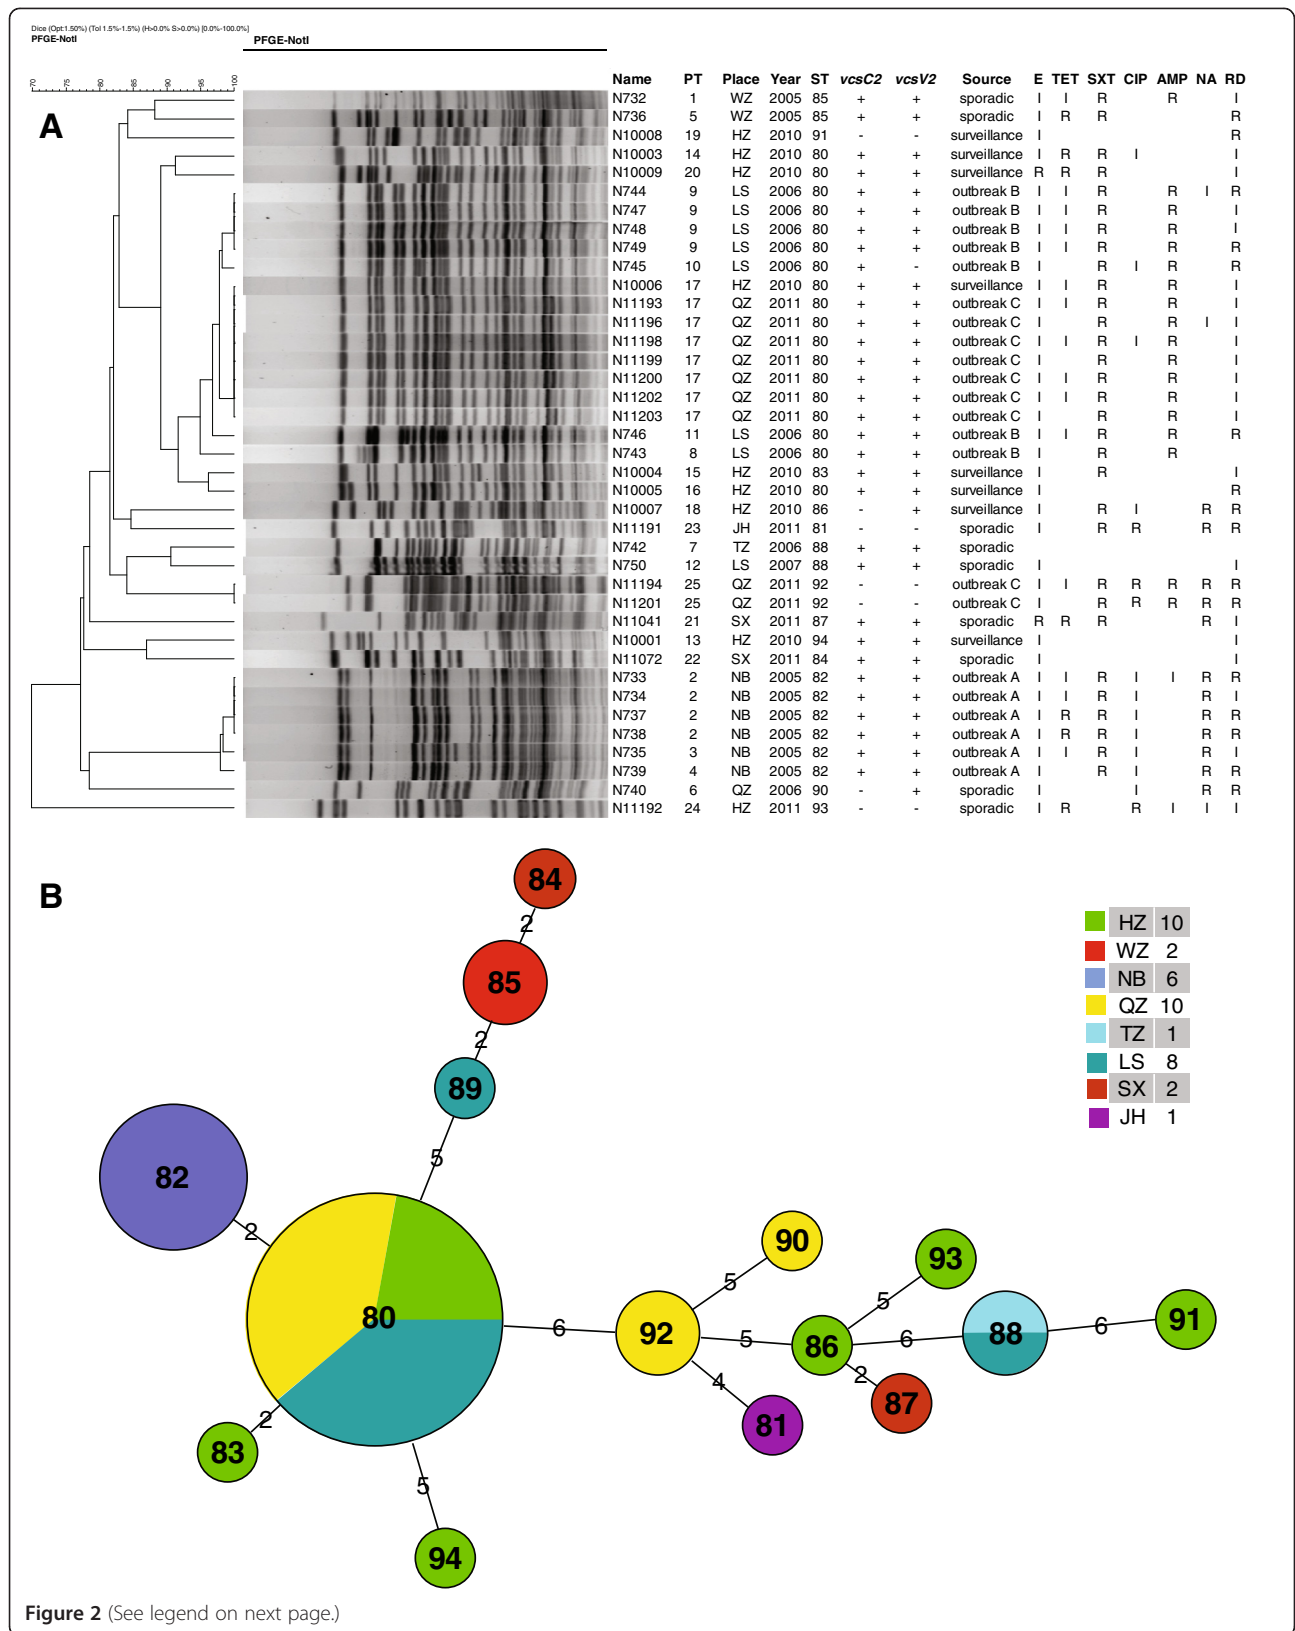 Dice (Opt:1.50%) (Tol 1.5%-1.5%) (H>0.0% S>0.0%) [0.0%-100.0%]
PFGE-NotI PFGE-NotI
70 75 80 85 90 95 100
Name PT Place Year ST vcsC2 vcsV2 Source E TET SXT CIP AMP NA RD
A
N732 1 WZ 2005 85 + + sporadic I I R R I
N736 5 WZ 2005 85 + + sporadic I R R R
N10008 19 HZ 2010 91 - - surveillance I R
N10003 14 HZ 2010 80 + + surveillance I R R I I
N10009 20 HZ 2010 80 + + surveillance R R R I
N744 9 LS 2006 80 + + outbreak B I I R R I R
N747 9 LS 2006 80 + + outbreak B I I R R I
N748 9 LS 2006 80 + + outbreak B I I R R I
N749 9 LS 2006 80 + + outbreak B I I R R R
N745 10 LS 2006 80 + - outbreak B I R I R R
N10006 17 HZ 2010 80 + + surveillance I I R R I
N11193 17 QZ 2011 80 + + outbreak C I I R R I
N11196 17 QZ 2011 80 + + outbreak C I R R I I
N11198 17 QZ 2011 80 + + outbreak C I I R I R I
N11199 17 QZ 2011 80 + + outbreak C I R R I
N11200 17 QZ 2011 80 + + outbreak C I I R R I
N11202 17 QZ 2011 80 + + outbreak C I I R R I
N11203 17 QZ 2011 80 + + outbreak C I R R I
N746 11 LS 2006 80 + + outbreak B I I R R R
N743 8 LS 2006 80 + + outbreak B I R R
N10004 15 HZ 2010 83 + + surveillance I R I
N10005 16 HZ 2010 80 + + surveillance I R
N10007 18 HZ 2010 86 - + surveillance I R I R R
N11191 23 JH 2011 81 - - sporadic I R R R R
N742 7 TZ 2006 88 + + sporadic
N750 12 LS 2007 88 + + sporadic I I
N11194 25 QZ 2011 92 - - outbreak C I I R R R R R
N11201 25 QZ 2011 92 - - outbreak C I R R R R R
N11041 21 SX 2011 87 + + sporadic R R R R I
N10001 13 HZ 2010 94 + + surveillance I I
N11072 22 SX 2011 84 + + sporadic I I
N733 2 NB 2005 82 + + outbreak A I I R I I R R
N734 2 NB 2005 82 + + outbreak A I I R I R I
N737 2 NB 2005 82 + + outbreak A I R R I R R
N738 2 NB 2005 82 + + outbreak A I R R I R R
N735 3 NB 2005 82 + + outbreak A I I R I R I
N739 4 NB 2005 82 + + outbreak A I R I R R
N740 6 QZ 2006 90 - + sporadic I I R R
N11192 24 HZ 2011 93 - - sporadic I R R I I I
B
84
2
85
2
89
5
82
2
80
2
83
5
94
6
92
5
90
5
4
81
86
5
93
2
87
6
88
6
91
HZ 10
WZ 2
NB 6
QZ 10
TZ 1
LS 8
SX 2
JH 1
Figure 2 (See legend on next page.)